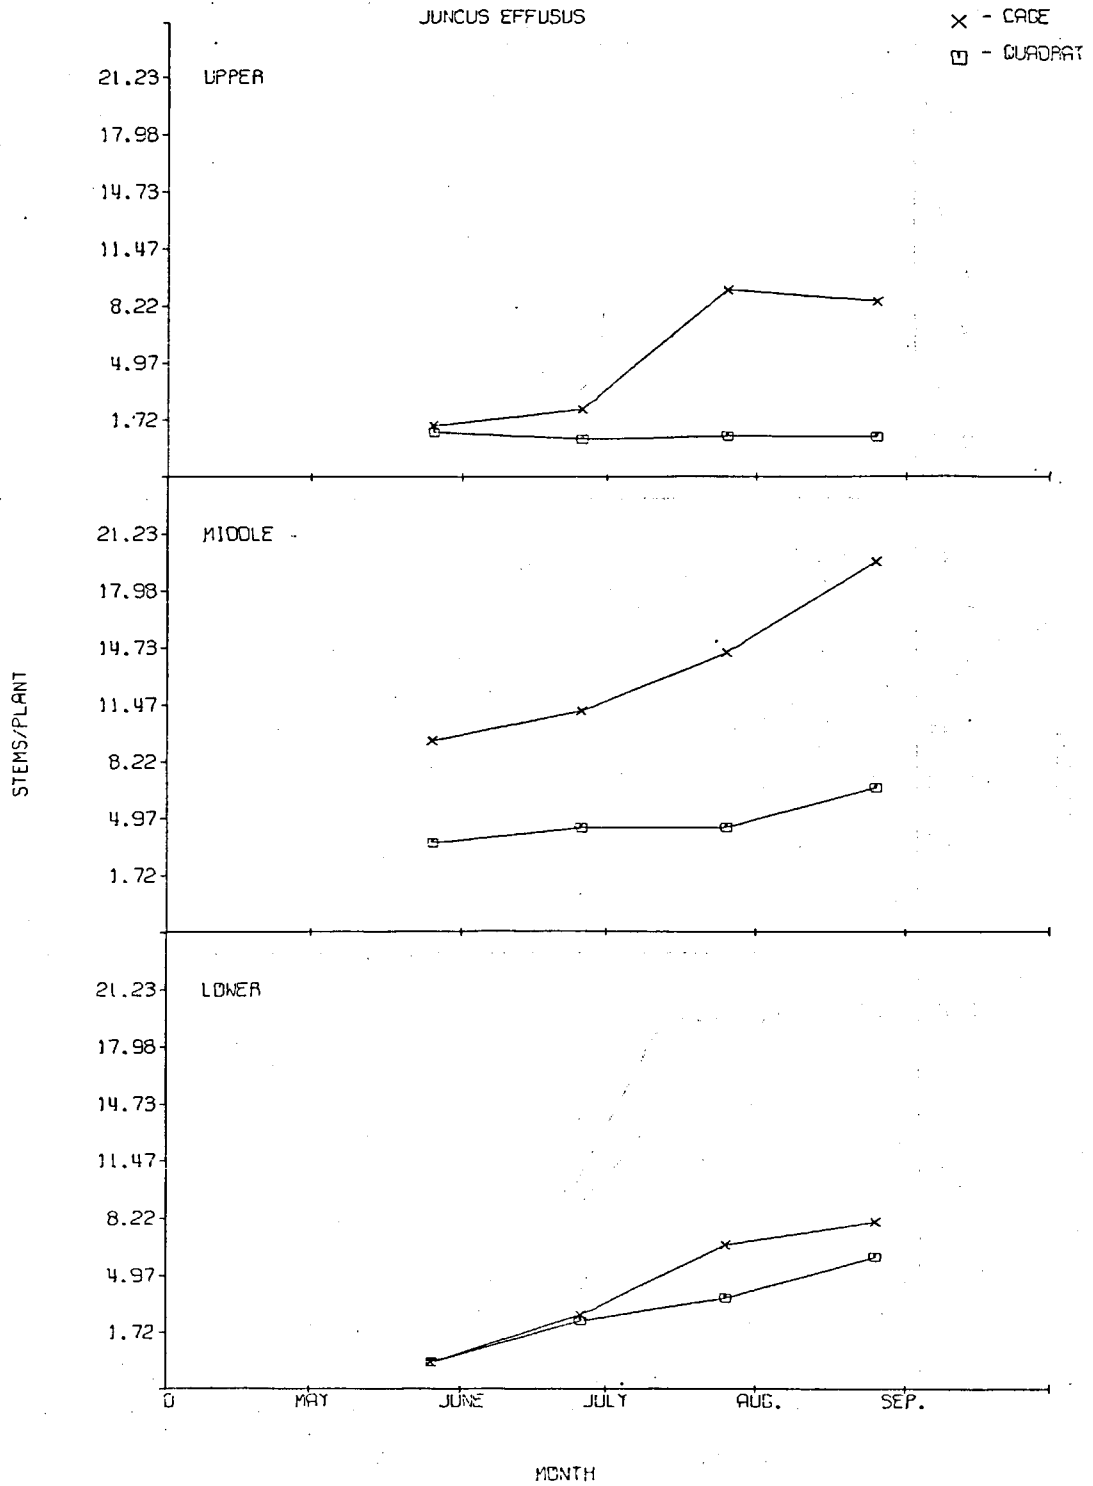 JUNCUS EFFUSUS
× - CAGE
□ - QUADRAT
UPPER
21.23
17.98
14.73
11.47
8.22
4.97
1.72
MIDDLE
21.23
17.98
14.73
11.47
8.22
4.97
1.72
STEMS/PLANT
LOWER
21.23
17.98
14.73
11.47
8.22
4.97
1.72
0 MAY JUNE JULY AUG. SEP.
MONTH